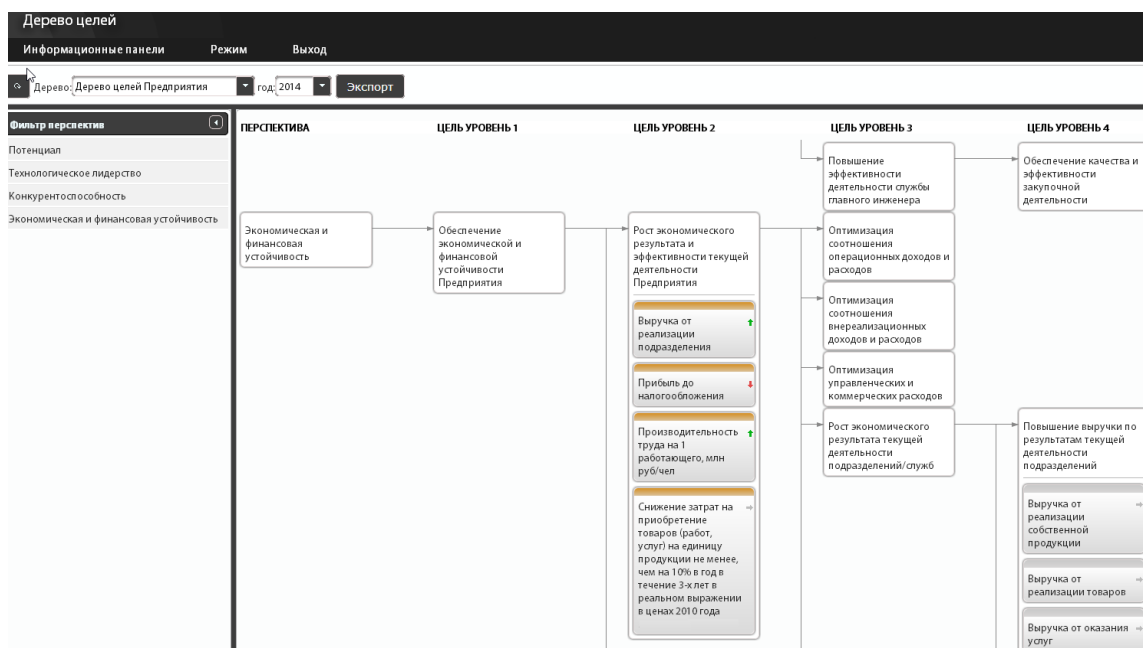 Дерево целей
Информационные панели Режим Выход
Дерево: Дерево целей Предприятия год: 2014 Экспорт
Фильтр перспектив
Потенциал
Технологическое лидерство
Конкурентоспособность
Экономическая и финансовая устойчивость
ПЕРСПЕКТИВА ЦЕЛЬ УРОВЕНЬ 1 ЦЕЛЬ УРОВЕНЬ 2 ЦЕЛЬ УРОВЕНЬ 3 ЦЕЛЬ УРОВЕНЬ 4
Экономическая и
финансовая
устойчивость
Обеспечение
экономической и
финансовой
устойчивости
Предприятия
Рост экономического
результата и
эффективности текущей
деятельности
Предприятия
Выручка от
реализации
подразделения
Прибыль до
налогообложения
Производительность
труда на 1
работающего, млн
руб/чел
Снижение затрат на
приобретение
товаров (работ,
услуг) на единицу
продукции не менее,
чем на 10% в год в
течение 3-х лет в
реальном выражении
в ценах 2010 года
Повышение
эффективности
деятельности службы
главного инженера
Оптимизация
соотношения
операционных доходов и
расходов
Оптимизация
соотношения
внереализационных
доходов и расходов
Оптимизация
управленческих и
коммерческих расходов
Рост экономического
результата текущей
деятельности
подразделений/служб
Обеспечение качества и
эффективности
закупочной
деятельности
Повышение выручки по
результатам текущей
деятельности
подразделений
Выручка от
реализации
собственной
продукции
Выручка от
реализации товаров
Выручка от оказания
услуг